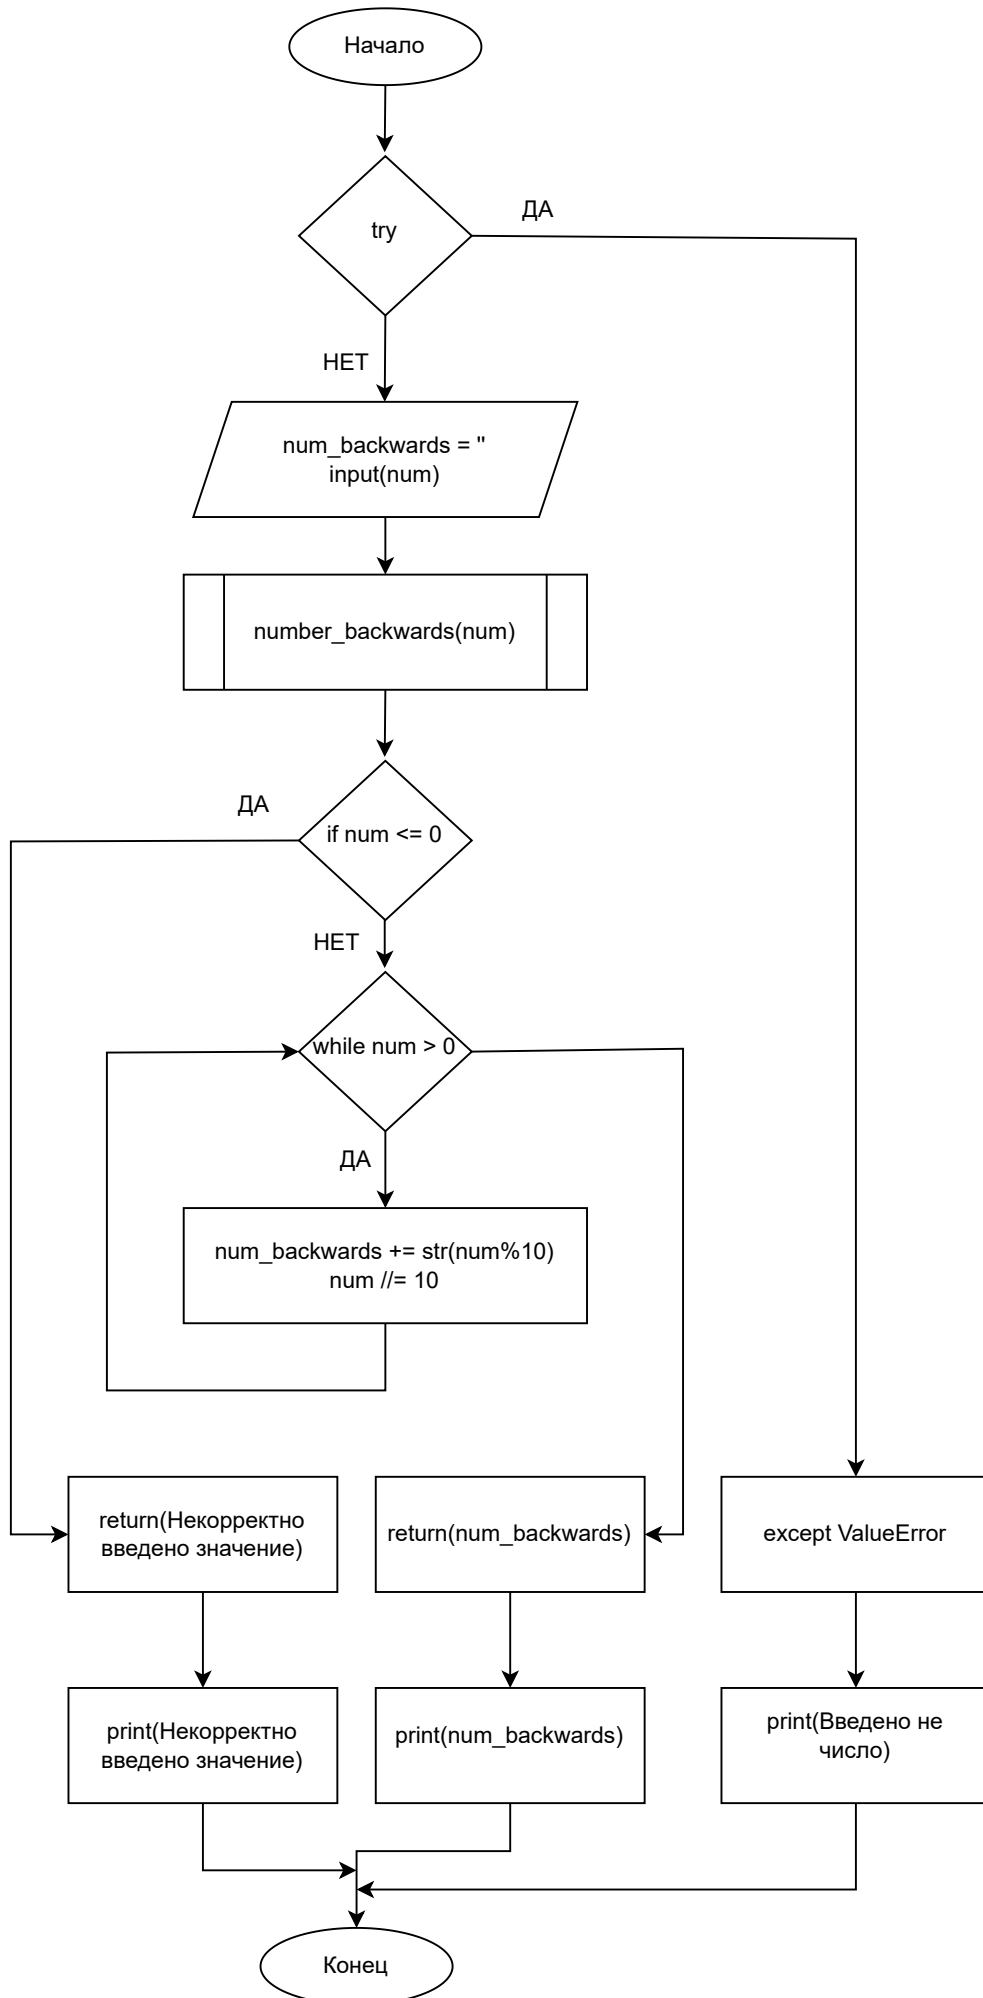 Начало
try
ДА
НЕТ
num_backwards = ''
input(num)
number_backwards(num)
ДА
if num <= 0
НЕТ
while num > 0
ДА
num_backwards += str(num%10)
num //= 10
return(Некорректно
введено значение)
return(num_backwards)
except ValueError
print(Некорректно
введено значение)
print(num_backwards)
print(Введено не
число)
Конец